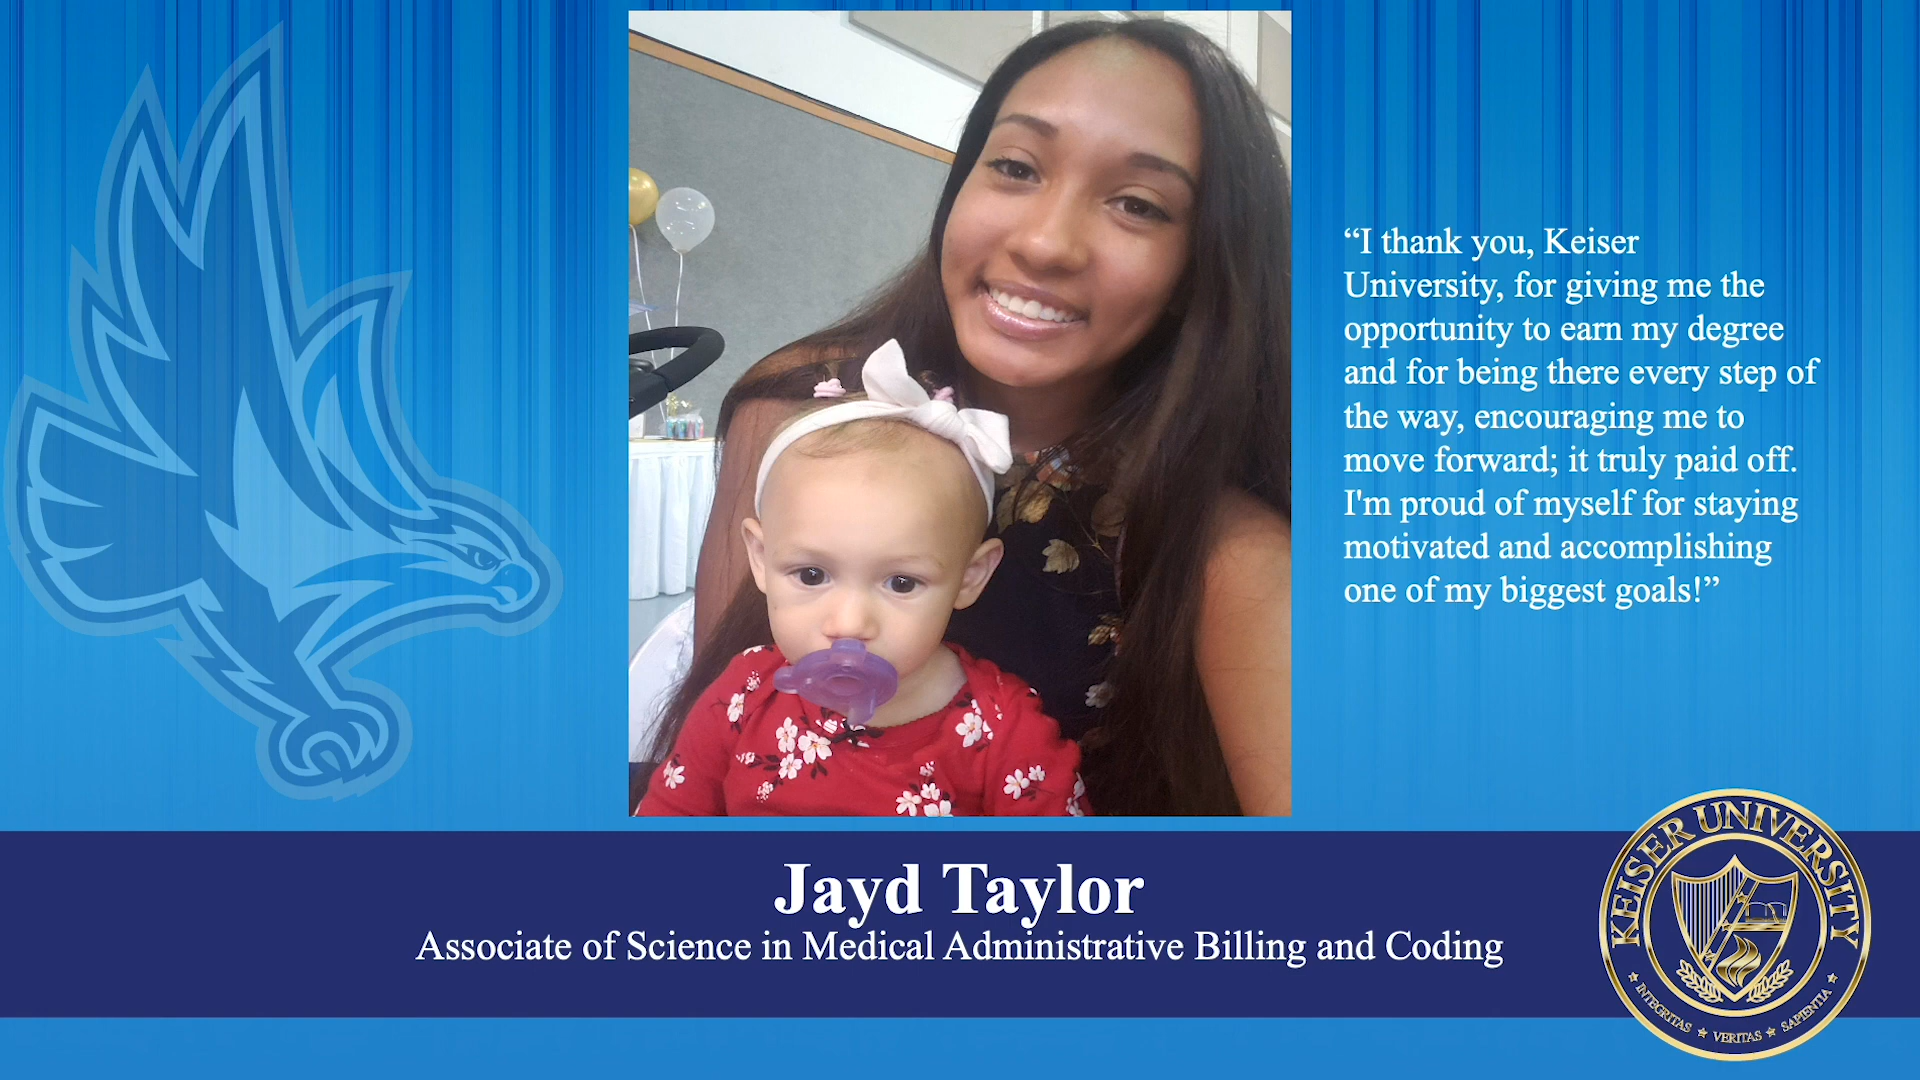 “I thank you, Keiser
University, for giving me the
opportunity to earn my degree
and for being there every step of
the way, encouraging me to
move forward; it truly paid off.
I'm proud of myself for staying
motivated and accomplishing
one of my biggest goals!”
Jayd Taylor
Associate of Science in Medical Administrative Billing and Coding
KEISER UNIVERSITY
INTEGRITAS ★ VERITAS ★ SAPIENTIA